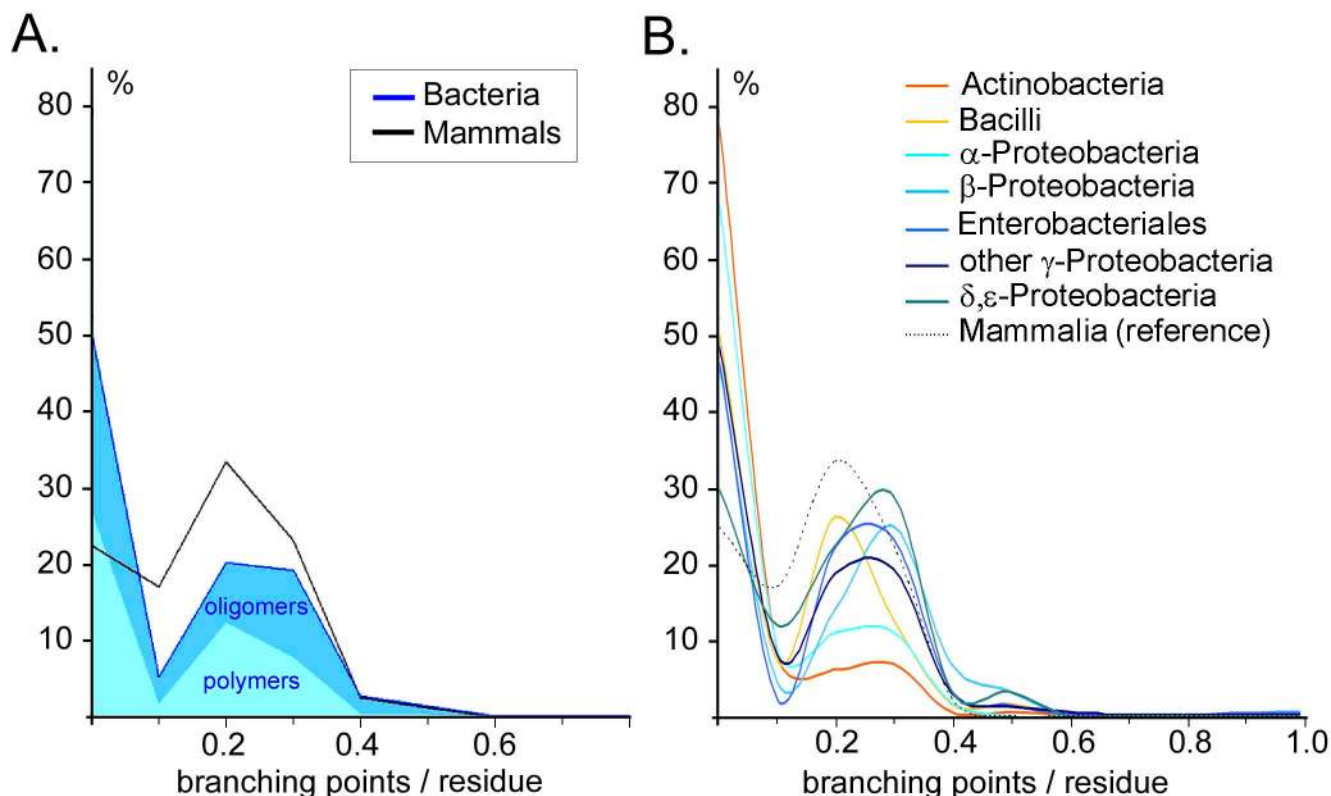 A.
%
80
70
60
50
40
30
20
10
0.2 0.4 0.6
branching points / residue
Bacteria
Mammals
oligomers
polymers
B.
%
80
70
60
50
40
30
20
10
0.2 0.4 0.6 0.8 1.0
branching points / residue
Actinobacteria
Bacilli
α-Proteobacteria
β-Proteobacteria
Enterobacteriales
other γ-Proteobacteria
δ,ε-Proteobacteria
Mammalia (reference)